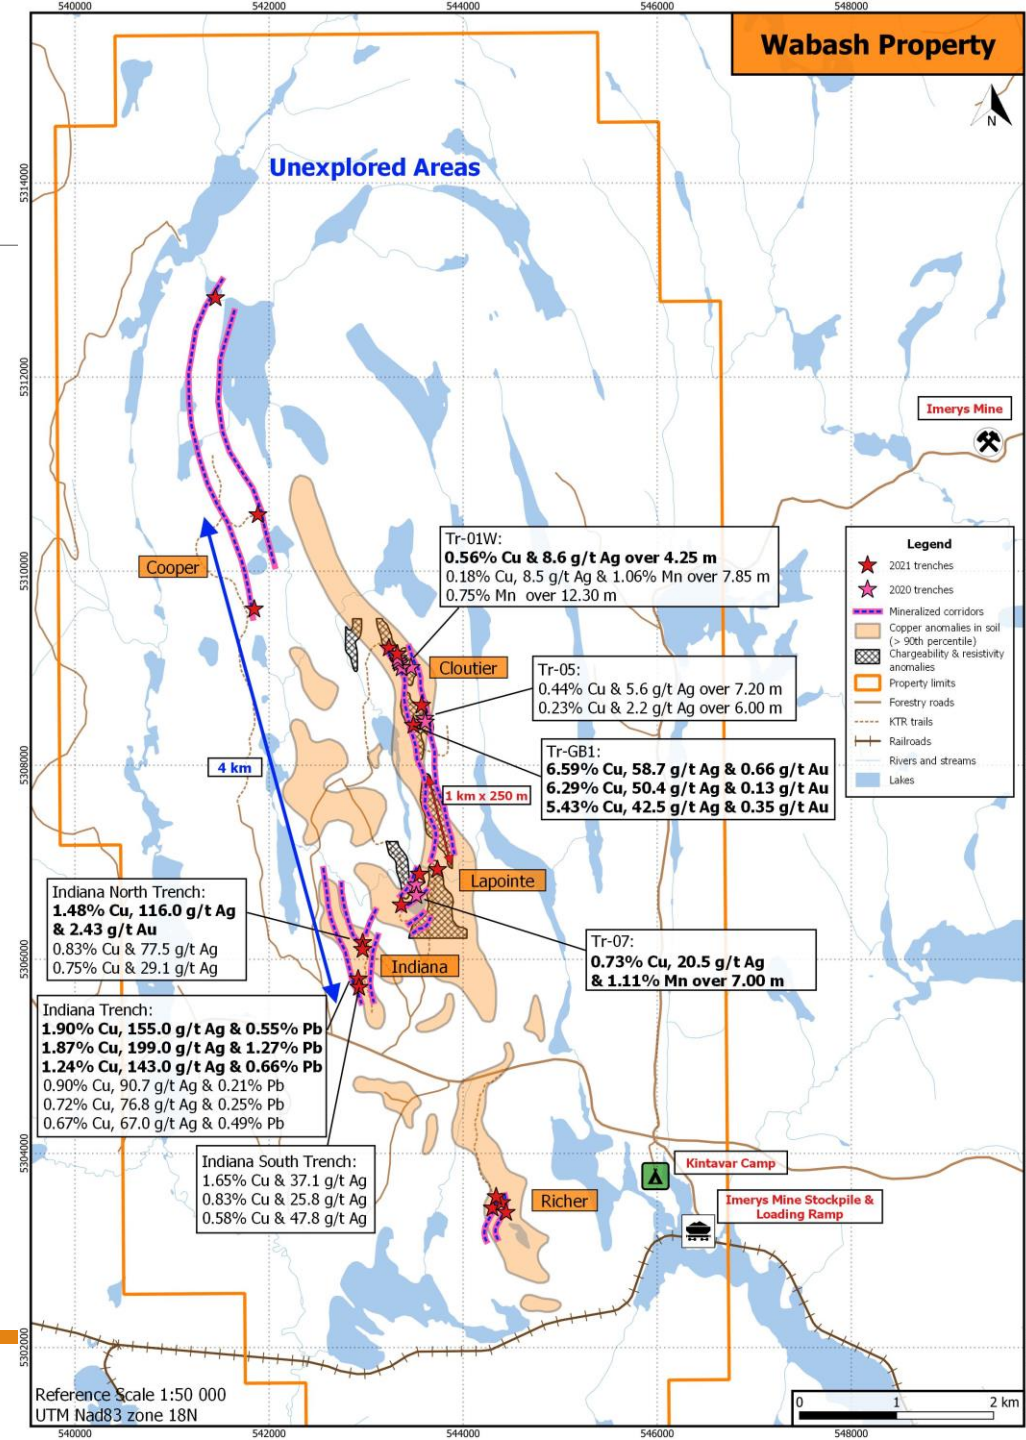 540000
542000
544000
546000
548000
Wabash Property
N
Unexplored Areas
5314000
5312000
5310000
5308000
5306000
5304000
5302000
Imerys Mine
Tr-01W:
0.56% Cu & 8.6 g/t Ag over 4.25 m
0.18% Cu, 8.5 g/t Ag & 1.06% Mn over 7.85 m
0.75% Mn over 12.30 m
Cooper
Legend
2021 trenches
2020 trenches
Mineralized corridors
Copper anomalies in soil
(> 90th percentile)
Chargeability & resistivity
anomalies
Property limits
Forestry roads
KTR trails
Railroads
Rivers and streams
Lakes
Cloutier
Tr-05:
0.44% Cu & 5.6 g/t Ag over 7.20 m
0.23% Cu & 2.2 g/t Ag over 6.00 m
Tr-GB1:
6.59% Cu, 58.7 g/t Ag & 0.66 g/t Au
6.29% Cu, 50.4 g/t Ag & 0.13 g/t Au
5.43% Cu, 42.5 g/t Ag & 0.35 g/t Au
4 km
1 km x 250 m
Lapointe
Indiana North Trench:
1.48% Cu, 116.0 g/t Ag
& 2.43 g/t Au
0.83% Cu & 77.5 g/t Ag
0.75% Cu & 29.1 g/t Ag
Indiana
Tr-07:
0.73% Cu, 20.5 g/t Ag
& 1.11% Mn over 7.00 m
Indiana Trench:
1.90% Cu, 155.0 g/t Ag & 0.55% Pb
1.87% Cu, 199.0 g/t Ag & 1.27% Pb
1.24% Cu, 143.0 g/t Ag & 0.66% Pb
0.90% Cu, 90.7 g/t Ag & 0.21% Pb
0.72% Cu, 76.8 g/t Ag & 0.25% Pb
0.67% Cu, 67.0 g/t Ag & 0.49% Pb
Indiana South Trench:
1.65% Cu & 37.1 g/t Ag
0.83% Cu & 25.8 g/t Ag
0.58% Cu & 47.8 g/t Ag
Kintavar Camp
Richer
Imerys Mine Stockpile &
Loading Ramp
Reference Scale 1:50 000
UTM Nad83 zone 18N
0
1
2 km
540000
542000
544000
546000
548000